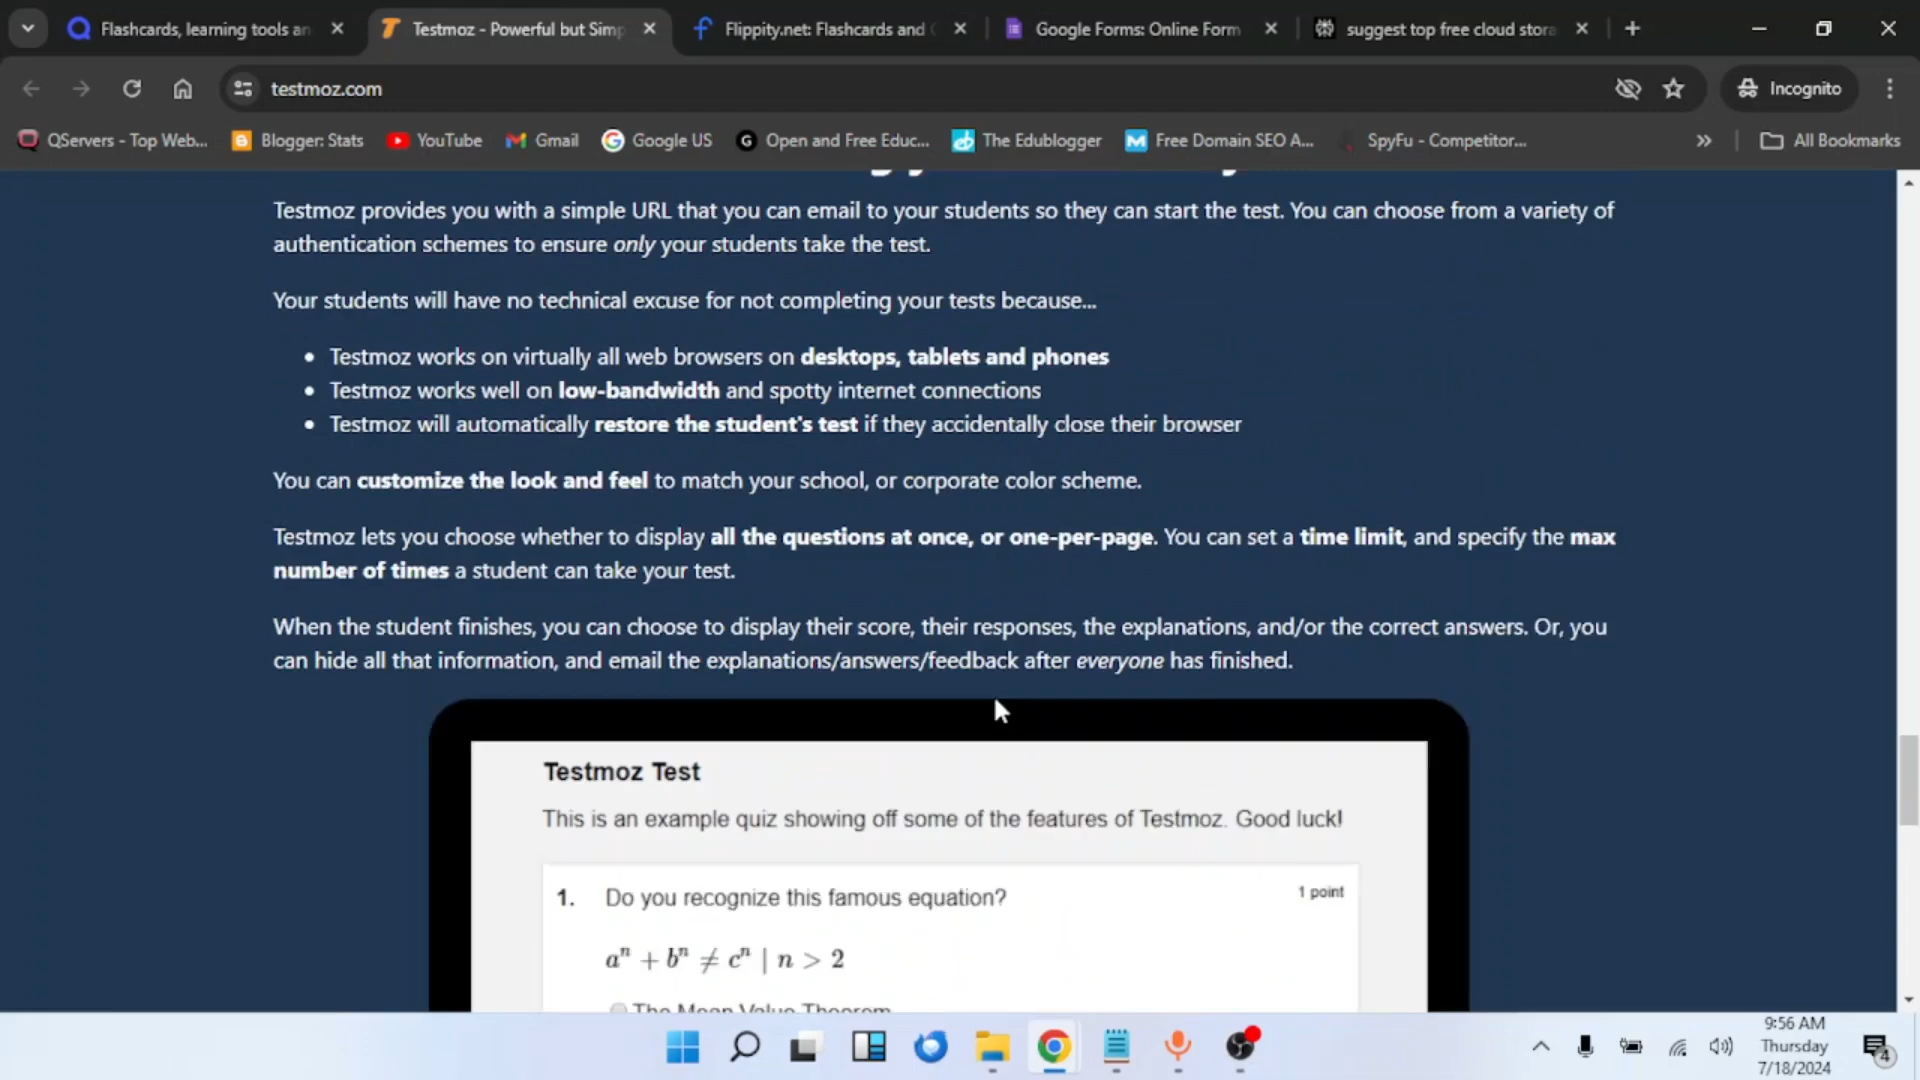 Flashcards, learning tools an
Testmoz - Powerful but Simp
Flippity.net: Flashcards and
Google Forms: Online Form
suggest top free cloud stora
testmoz.com
Incognito
QServers - Top Web...
Blogger: Stats
YouTube
Gmail
Google US
Open and Free Educ...
The Edublogger
Free Domain SEO A...
SpyFu - Competitor...
All Bookmarks
Testmoz provides you with a simple URL that you can email to your students so they can start the test. You can choose from a variety of
authentication schemes to ensure only your students take the test.
Your students will have no technical excuse for not completing your tests because...
• Testmoz works on virtually all web browsers on desktops, tablets and phones
• Testmoz works well on low-bandwidth and spotty internet connections
• Testmoz will automatically restore the student's test if they accidentally close their browser
You can customize the look and feel to match your school, or corporate color scheme.
Testmoz lets you choose whether to display all the questions at once, or one-per-page. You can set a time limit, and specify the max
number of times a student can take your test.
When the student finishes, you can choose to display their score, their responses, the explanations, and/or the correct answers. Or, you
can hide all that information, and email the explanations/answers/feedback after everyone has finished.
Testmoz Test
This is an example quiz showing off some of the features of Testmoz. Good luck!
1. Do you recognize this famous equation? 1 point
aⁿ + bⁿ ≠ cⁿ | n > 2
The Mean Value Theorem
9:56 AM
Thursday
7/18/2024
4